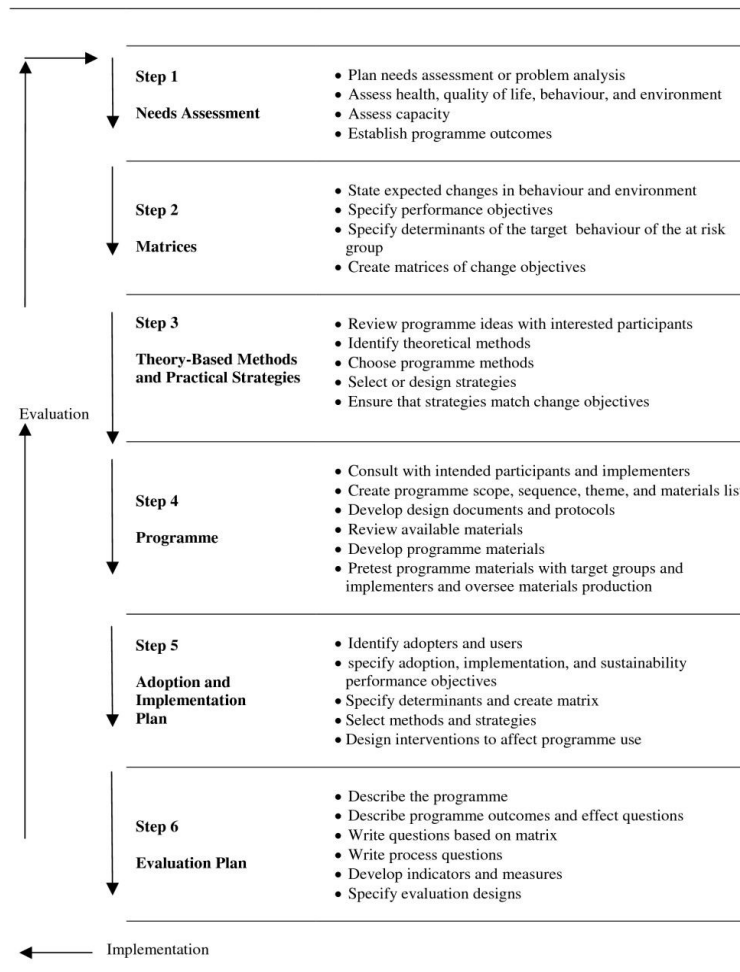 Step 1
Needs Assessment
• Plan needs assessment or problem analysis
• Assess health, quality of life, behaviour, and environment
• Assess capacity
• Establish programme outcomes
Step 2
Matrices
• State expected changes in behaviour and environment
• Specify performance objectives
• Specify determinants of the target behaviour of the at risk
group
• Create matrices of change objectives
Step 3
Theory-Based Methods
and Practical Strategies
• Review programme ideas with interested participants
• Identify theoretical methods
• Choose programme methods
• Select or design strategies
• Ensure that strategies match change objectives
Evaluation
Step 4
Programme
• Consult with intended participants and implementers
• Create programme scope, sequence, theme, and materials lis
• Develop design documents and protocols
• Review available materials
• Develop programme materials
• Pretest programme materials with target groups and
implementers and oversee materials production
Step 5
Adoption and
Implementation
Plan
• Identify adopters and users
• specify adoption, implementation, and sustainability
performance objectives
• Specify determinants and create matrix
• Select methods and strategies
• Design interventions to affect programme use
Step 6
Evaluation Plan
• Describe the programme
• Describe programme outcomes and effect questions
• Write questions based on matrix
• Write process questions
• Develop indicators and measures
• Specify evaluation designs
Implementation